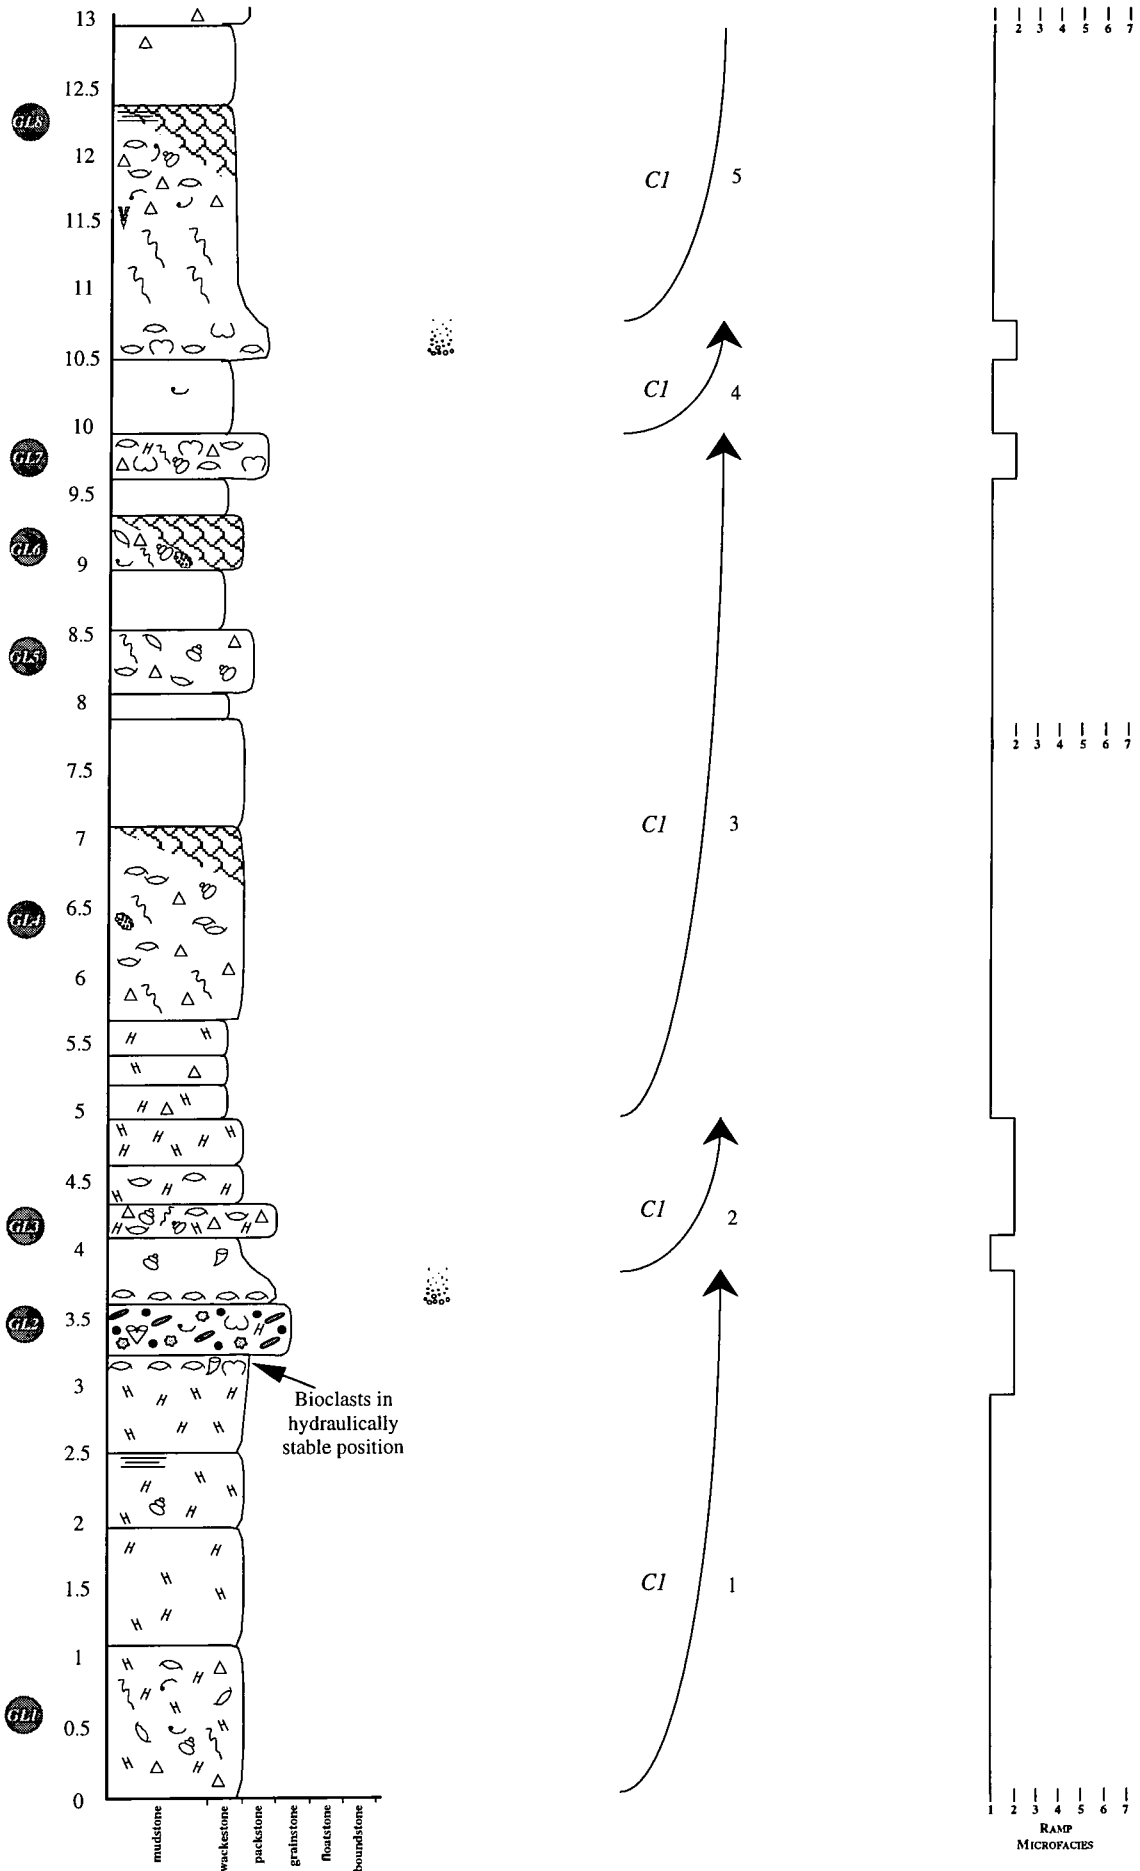 13
1 2 3 4 5 6 7
12.5
GL8
12
C1 5
11.5
11
10.5
C1 4
10
GL7
9.5
GL6
9
8.5
GL5
8
1 2 3 4 5 6 7
7.5
C1 3
7
6.5
GL4
6
5.5
5
4.5
C1 2
GL3
4
3.5
GL2
3
Bioclasts in
hydraulically
stable position
2.5
2
C1 1
1.5
1
GL1
0.5
0
1 2 3 4 5 6 7
mudstone
wackestone
packstone
grainstone
floatstone
boundstone
RAMP
MICROFACIES